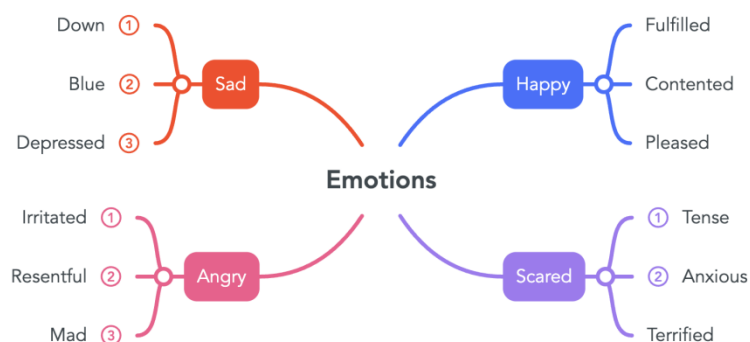 Emotions
Sad
Down ①
Blue ②
Depressed ③
Happy
Fulfilled
Contented
Pleased
Angry
Irritated ①
Resentful ②
Mad ③
Scared
① Tense
② Anxious
Terrified